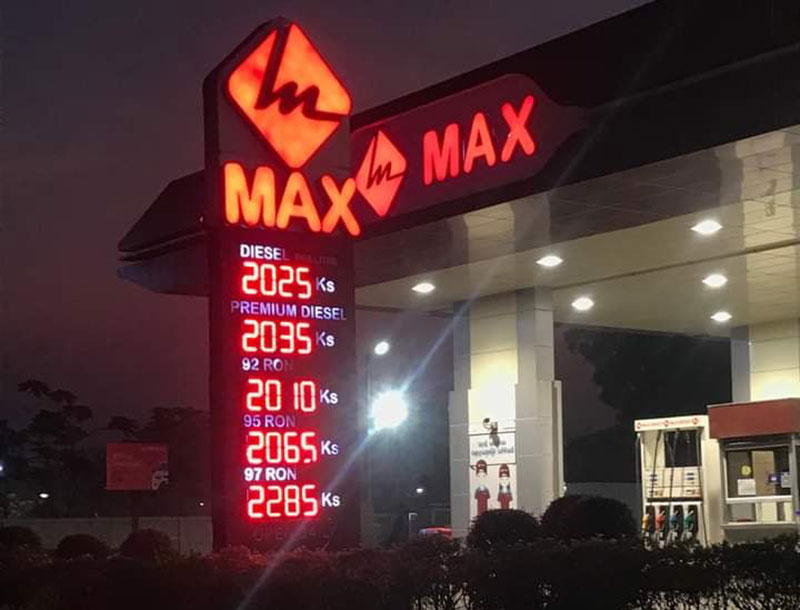 MAX
MAX
DIESEL
2025 Ks
PREMIUM DIESEL
2035 Ks
92 RON
2010 Ks
95 RON
2065 Ks
97 RON
2285 Ks